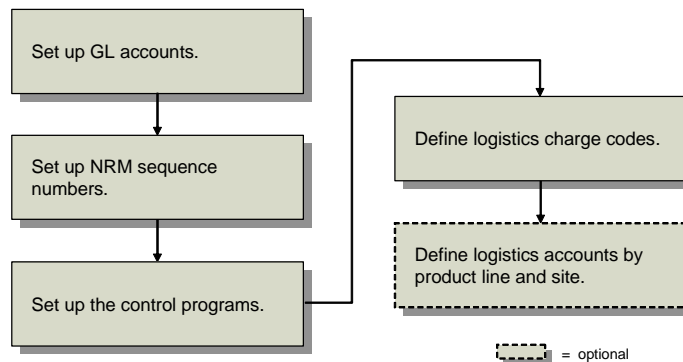 Set up GL accounts.
Set up NRM sequence
numbers.
Set up the control programs.
Define logistics charge codes.
Define logistics accounts by
product line and site.
= optional